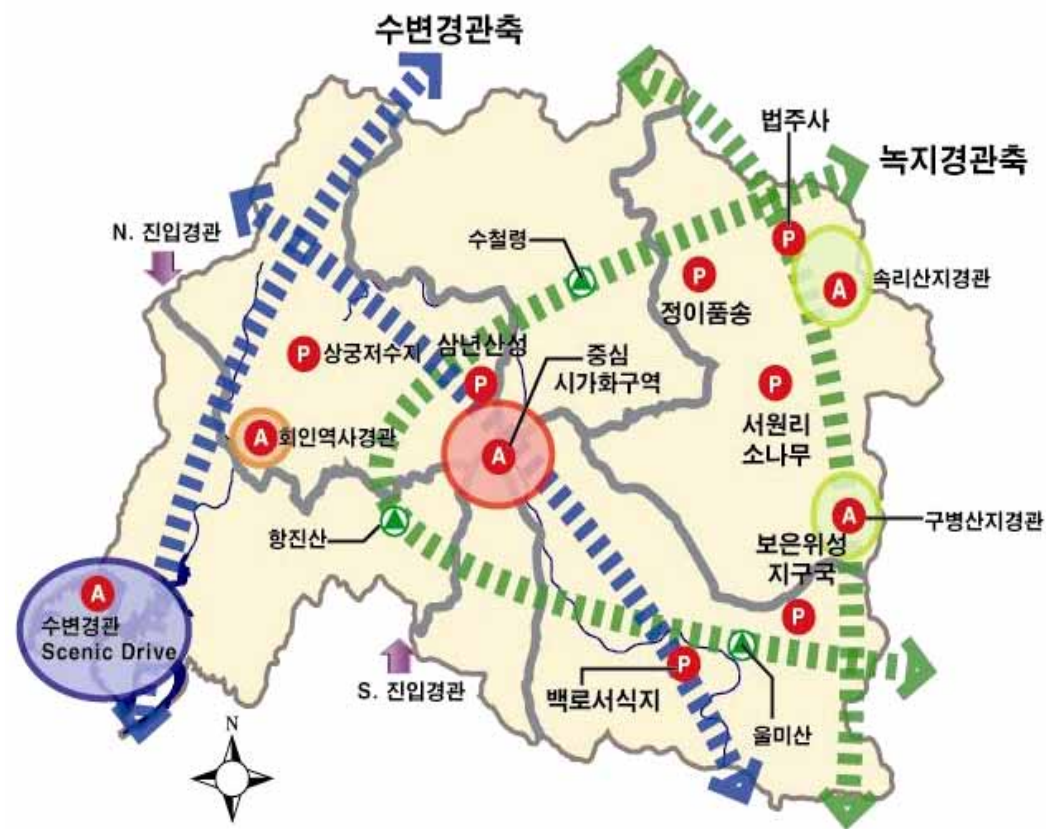 수변경관축
법주사
녹지경관축
N. 진입경관
수철령
P
속리산지경관
P
A
정이품송
삼년산성
중심
시가화구역
P
상궁저수지
P
P
서원리
소나무
A
회인역사경관
A
A
구병산지경관
항진산
보은위성
지구국
A
수변경관
Scenic Drive
P
P
S. 진입경관
백로서식지
울미산
N